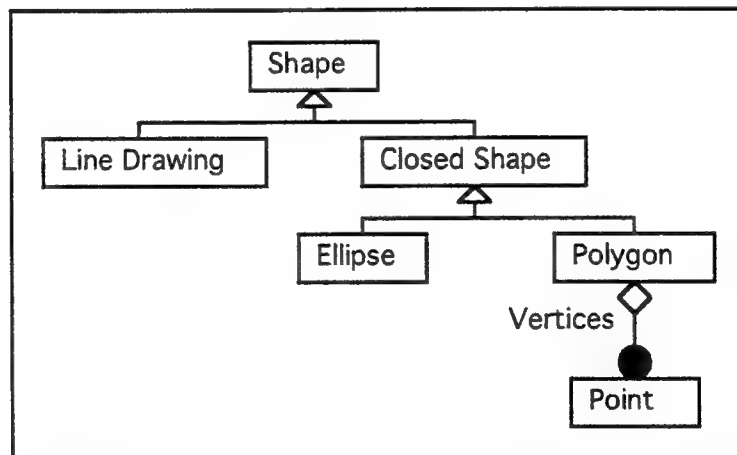 Shape
Line Drawing
Closed Shape
Ellipse
Polygon
Vertices
Point